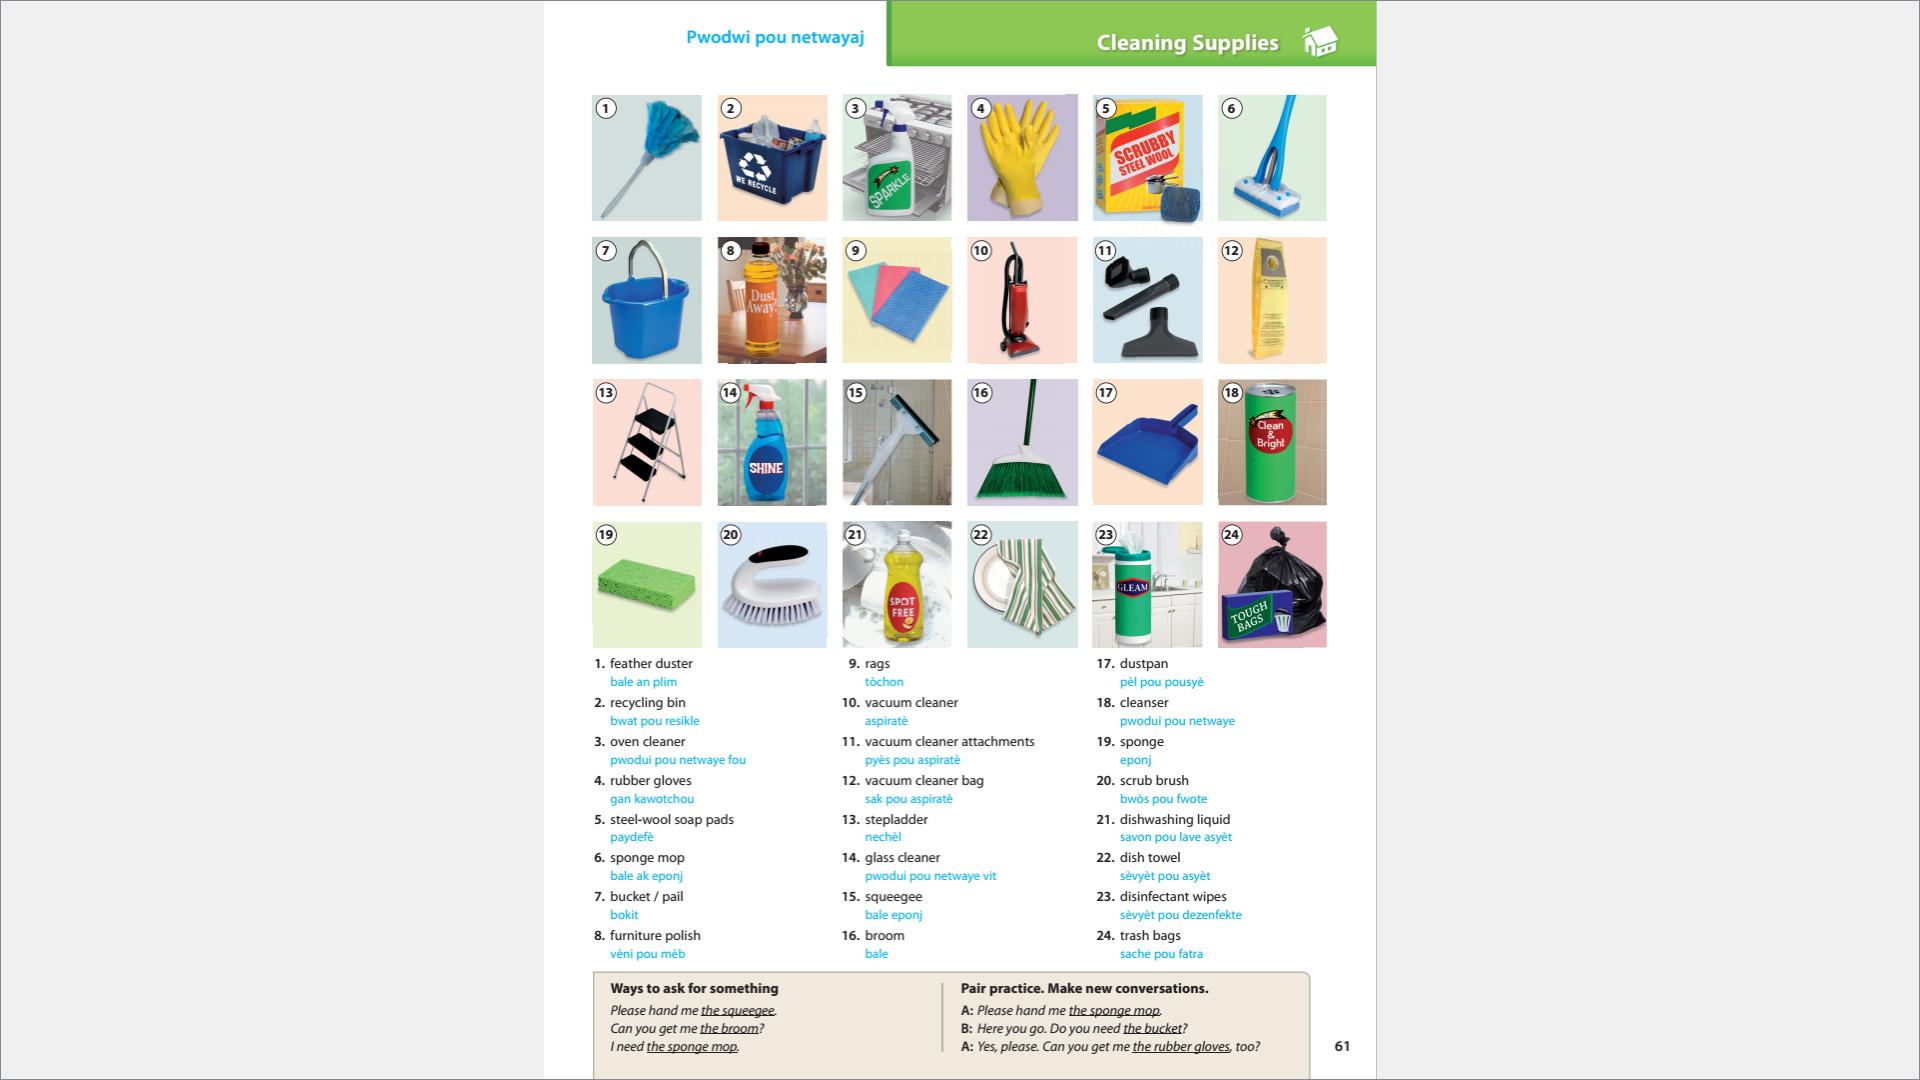 Pwodwi pou netwayaj
Cleaning Supplies
1
2
WE RECYCLE
3
SPARKLE
4
5
SCRUBBY
STEEL WOOL
6
7
8
Dust
Away!
9
10
11
12
13
14
SHINE
15
16
17
18
Clean
&
Bright
19
20
21
SPOT
FREE
22
23
GLEAM
24
TOUGH
BAGS
1. feather duster
bale an plim
2. recycling bin
bwat pou resikle
3. oven cleaner
pwodui pou netwaye fou
4. rubber gloves
gan kawotchou
5. steel-wool soap pads
paydefè
6. sponge mop
bale ak eponj
7. bucket / pail
bokit
8. furniture polish
vèni pou mèb
9. rags
tòchon
10. vacuum cleaner
aspiratè
11. vacuum cleaner attachments
pyès pou aspiratè
12. vacuum cleaner bag
sak pou aspiratè
13. stepladder
nechèl
14. glass cleaner
pwodui pou netwaye vit
15. squeegee
bale eponj
16. broom
bale
17. dustpan
pèl pou pousyè
18. cleanser
pwodui pou netwaye
19. sponge
eponj
20. scrub brush
bwòs pou fwote
21. dishwashing liquid
savon pou lave asyèt
22. dish towel
sèvyèt pou asyèt
23. disinfectant wipes
sèvyèt pou dezenfekte
24. trash bags
sache pou fatra
Ways to ask for something
Please hand me the squeegee.
Can you get me the broom?
I need the sponge mop.
Pair practice. Make new conversations.
A: Please hand me the sponge mop.
B: Here you go. Do you need the bucket?
A: Yes, please. Can you get me the rubber gloves, too?
61